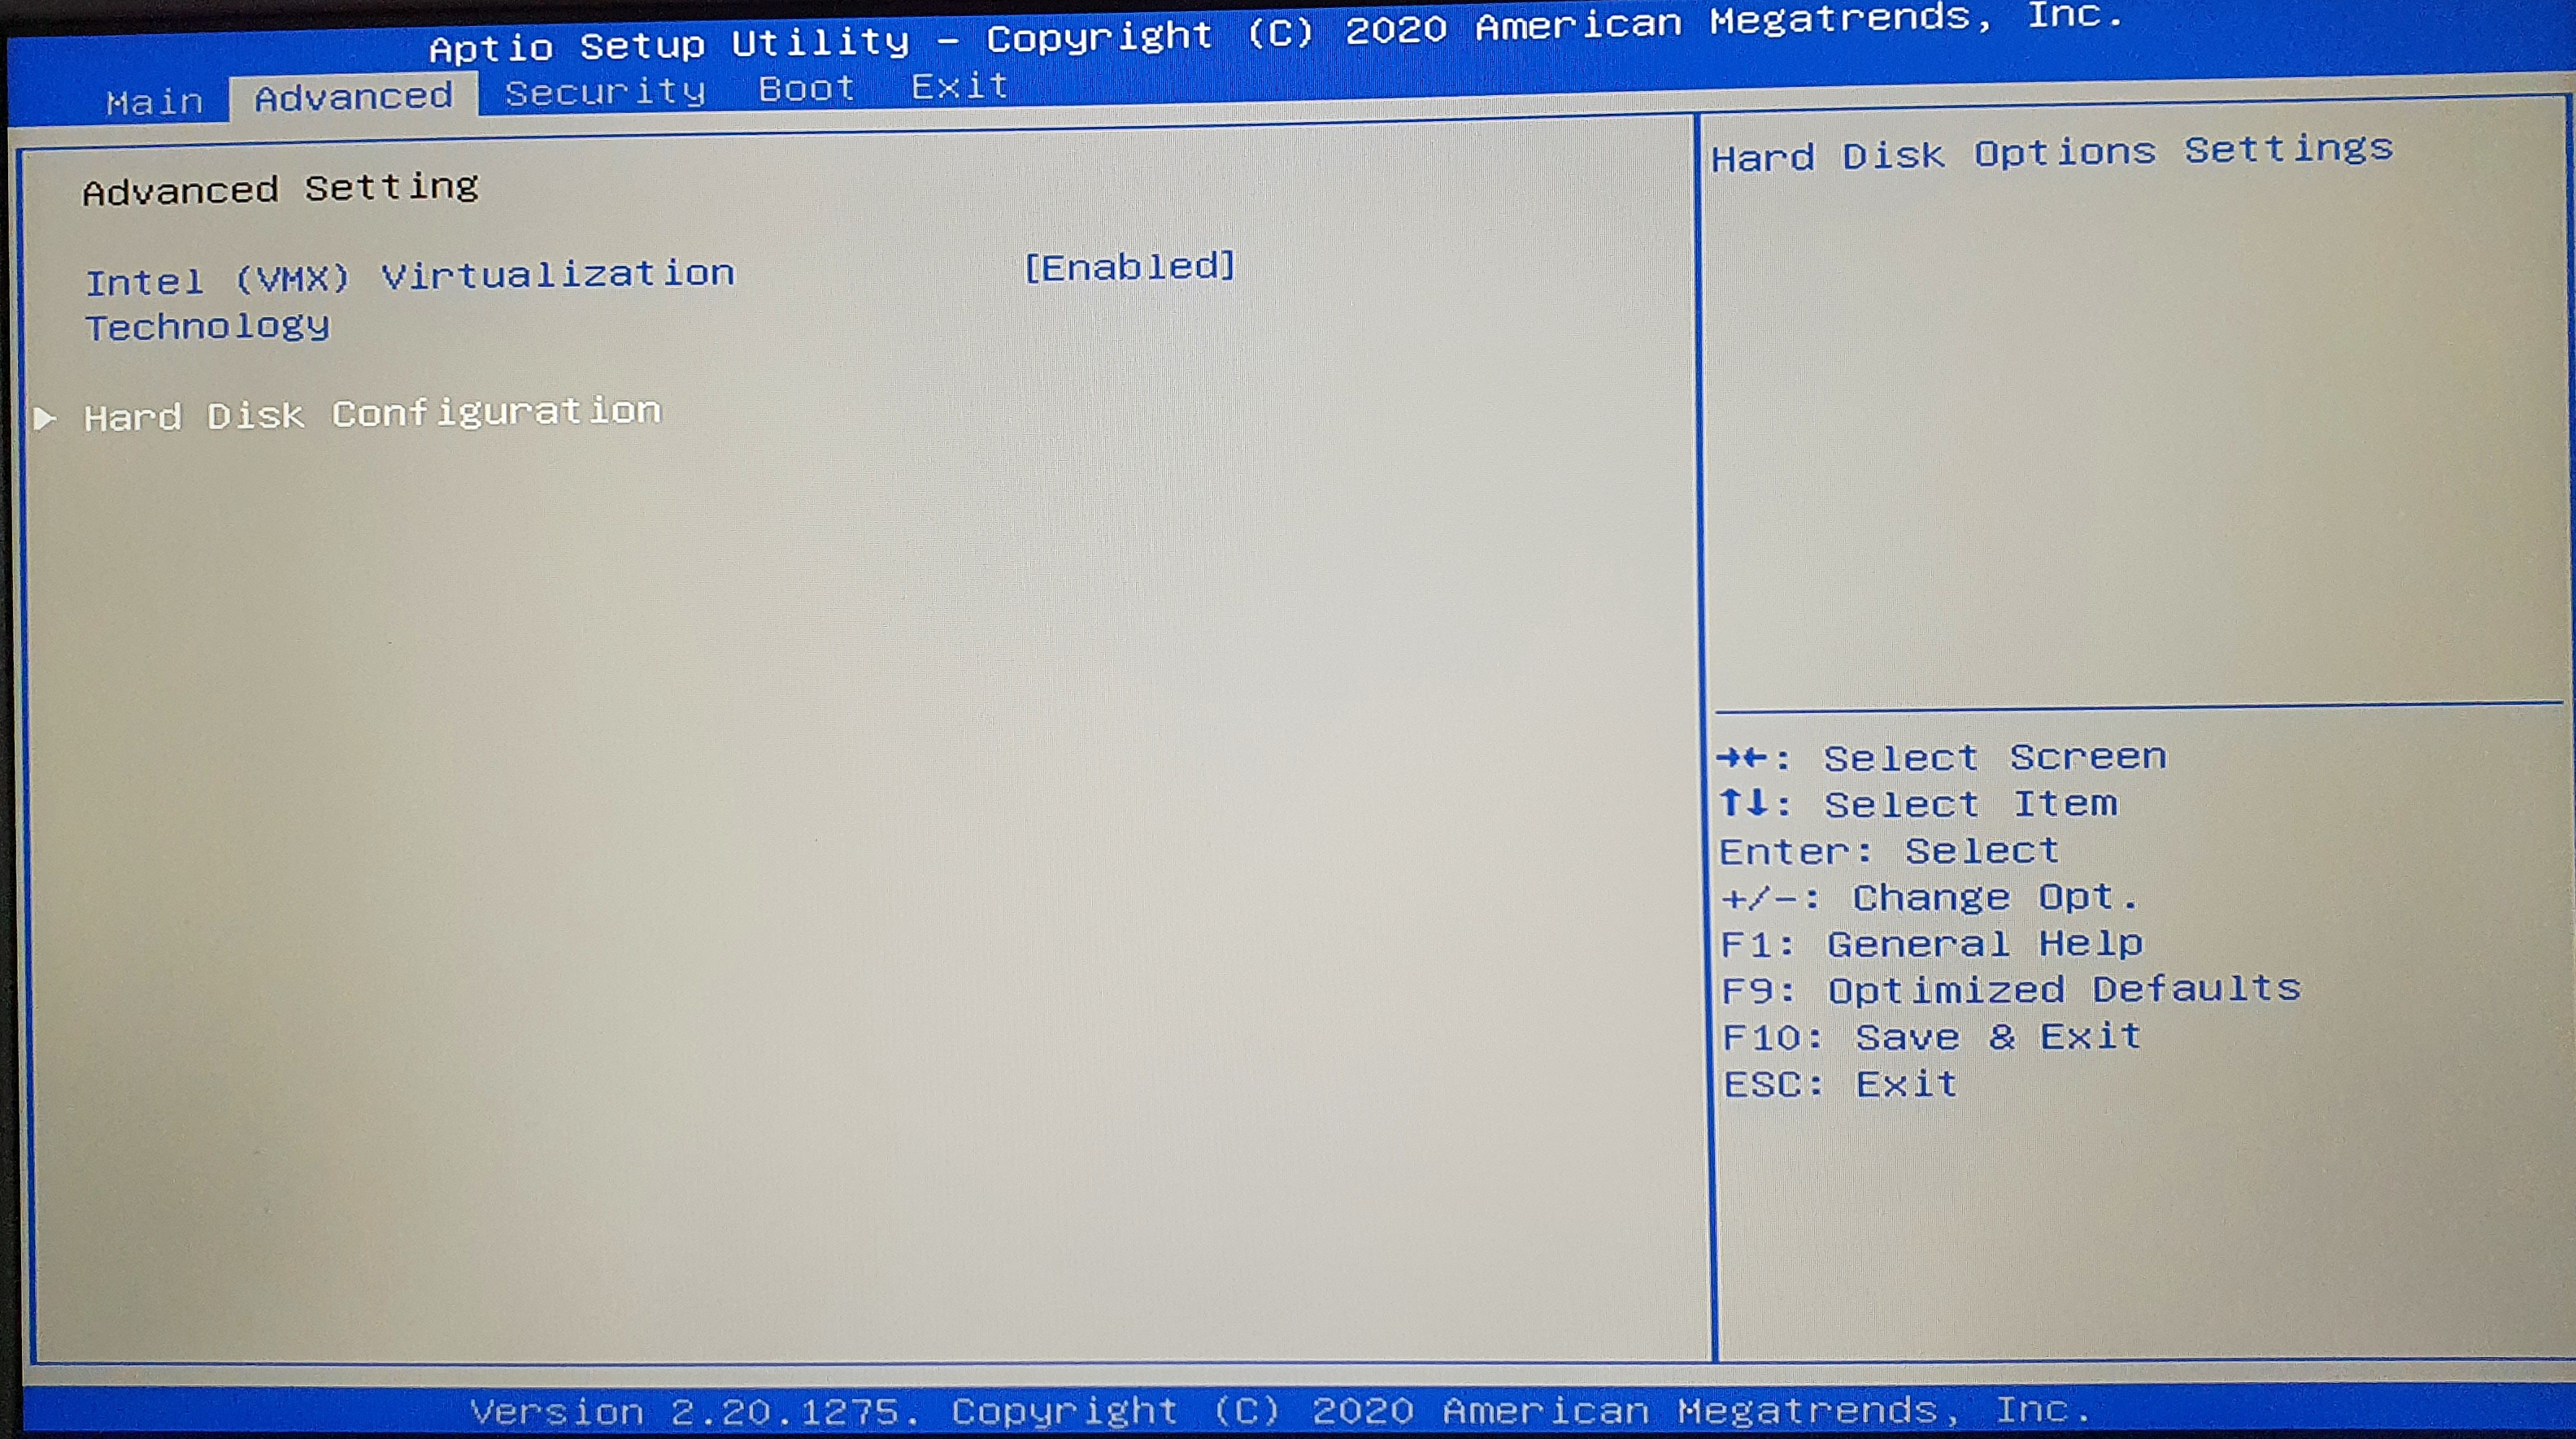 Aptio Setup Utility – Copyright (C) 2020 American Megatrends, Inc.
Main Advanced Security Boot Exit
Advanced Setting
Intel (VMX) Virtualization [Enabled]
Technology
► Hard Disk Configuration
Hard Disk Options Settings
→←: Select Screen
↑↓: Select Item
Enter: Select
+/-: Change Opt.
F1: General Help
F9: Optimized Defaults
F10: Save & Exit
ESC: Exit
Version 2.20.1275. Copyright (C) 2020 American Megatrends, Inc.